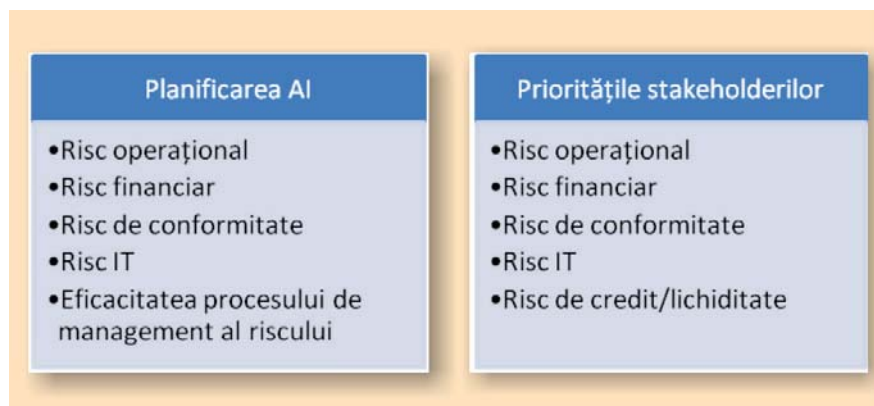 Planificarea AI
•Risc operațional
•Risc financiar
•Risc de conformitate
•Risc IT
•Eficacitatea procesului de
management al riscului
Prioritățile stakeholderilor
•Risc operațional
•Risc financiar
•Risc de conformitate
•Risc IT
•Risc de credit/lichiditate